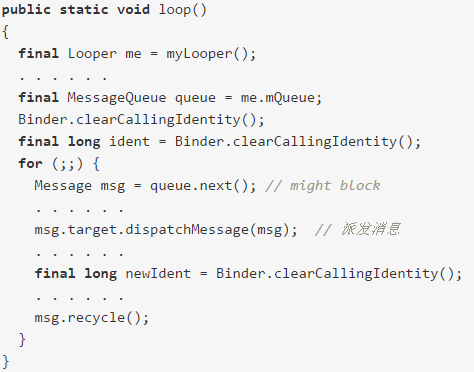 public static void loop()
{
  final Looper me = myLooper();
  . . . . . .
  final MessageQueue queue = me.mQueue;
  Binder.clearCallingIdentity();
  final long ident = Binder.clearCallingIdentity();
  for (;;) {
    Message msg = queue.next(); // might block
    . . . . . .
    msg.target.dispatchMessage(msg);  // 派发消息
    . . . . . .
    final long newIdent = Binder.clearCallingIdentity();
    . . . . . .
    msg.recycle();
  }
}